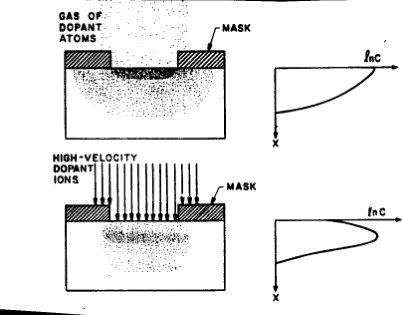 GAS OF
DOPANT
ATOMS
MASK
lnC
X
HIGH-VELOCITY
DOPANT
IONS
MASK
lnC
X